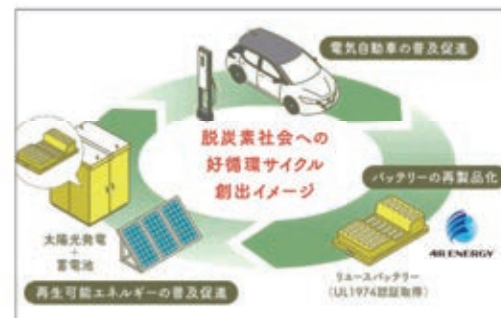 電気自動車の普及促進
脱炭素社会への
好循環サイクル
創出イメージ
バッテリーの再製品化
4R ENERGY
リユースバッテリー
(UL1974認証取得)
太陽光発電
+
蓄電池
再生可能エネルギーの普及促進